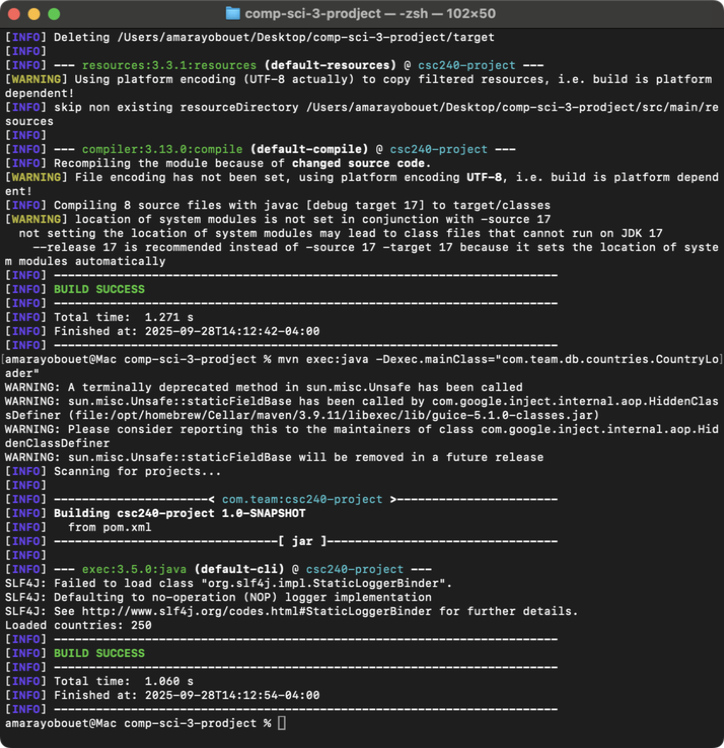 comp-sci-3-prodject — -zsh — 102×50
[INFO] Deleting /Users/amarayobouet/Desktop/comp-sci-3-prodject/target
[INFO]
[INFO] --- resources:3.3.1:resources (default-resources) @ csc240-project ---
[WARNING] Using platform encoding (UTF-8 actually) to copy filtered resources, i.e. build is platform
dependent!
[INFO] skip non existing resourceDirectory /Users/amarayobouet/Desktop/comp-sci-3-prodject/src/main/re
sources
[INFO]
[INFO] --- compiler:3.13.0:compile (default-compile) @ csc240-project ---
[INFO] Recompiling the module because of changed source code.
[WARNING] File encoding has not been set, using platform encoding UTF-8, i.e. build is platform depend
ent!
[INFO] Compiling 8 source files with javac [debug target 17] to target/classes
[WARNING] location of system modules is not set in conjunction with -source 17
  not setting the location of system modules may lead to class files that cannot run on JDK 17
    --release 17 is recommended instead of -source 17 -target 17 because it sets the location of syste
m modules automatically
[INFO] ------------------------------------------------------------------------
[INFO] BUILD SUCCESS
[INFO] ------------------------------------------------------------------------
[INFO] Total time:  1.271 s
[INFO] Finished at: 2025-09-28T14:12:42-04:00
[INFO] ------------------------------------------------------------------------
[amarayobouet@Mac comp-sci-3-prodject % mvn exec:java -Dexec.mainClass="com.team.db.countries.CountryLo]
ader"
WARNING: A terminally deprecated method in sun.misc.Unsafe has been called
WARNING: sun.misc.Unsafe::staticFieldBase has been called by com.google.inject.internal.aop.HiddenClas
sDefiner (file:/opt/homebrew/Cellar/maven/3.9.11/libexec/lib/guice-5.1.0-classes.jar)
WARNING: Please consider reporting this to the maintainers of class com.google.inject.internal.aop.Hid
denClassDefiner
WARNING: sun.misc.Unsafe::staticFieldBase will be removed in a future release
[INFO] Scanning for projects...
[INFO]
[INFO] ----------------------< com.team:csc240-project >-----------------------
[INFO] Building csc240-project 1.0-SNAPSHOT
[INFO]   from pom.xml
[INFO] --------------------------------[ jar ]---------------------------------
[INFO]
[INFO] --- exec:3.5.0:java (default-cli) @ csc240-project ---
SLF4J: Failed to load class "org.slf4j.impl.StaticLoggerBinder".
SLF4J: Defaulting to no-operation (NOP) logger implementation
SLF4J: See http://www.slf4j.org/codes.html#StaticLoggerBinder for further details.
Loaded countries: 250
[INFO] ------------------------------------------------------------------------
[INFO] BUILD SUCCESS
[INFO] ------------------------------------------------------------------------
[INFO] Total time:  1.060 s
[INFO] Finished at: 2025-09-28T14:12:54-04:00
[INFO] ------------------------------------------------------------------------
amarayobouet@Mac comp-sci-3-prodject %